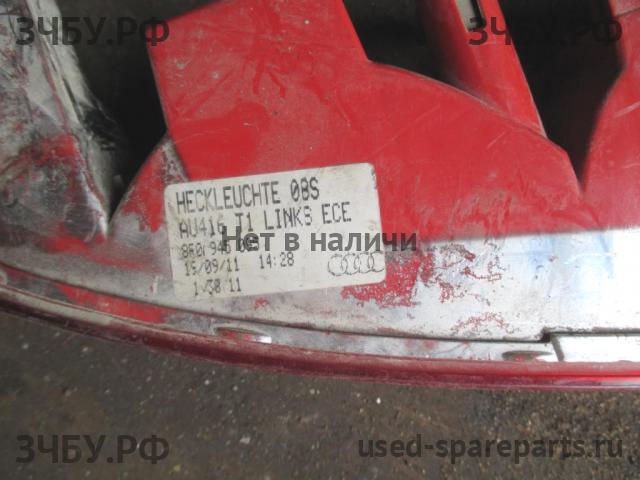 ЗЧБУ.РФ
ЗЧБУ.РФ
HECKLEUCHTE 08S
AU416 T1 LINKS ECE
Нет в наличи
15/09/11 14:28
ЗЧБУ.РФ
used-spareparts.ru